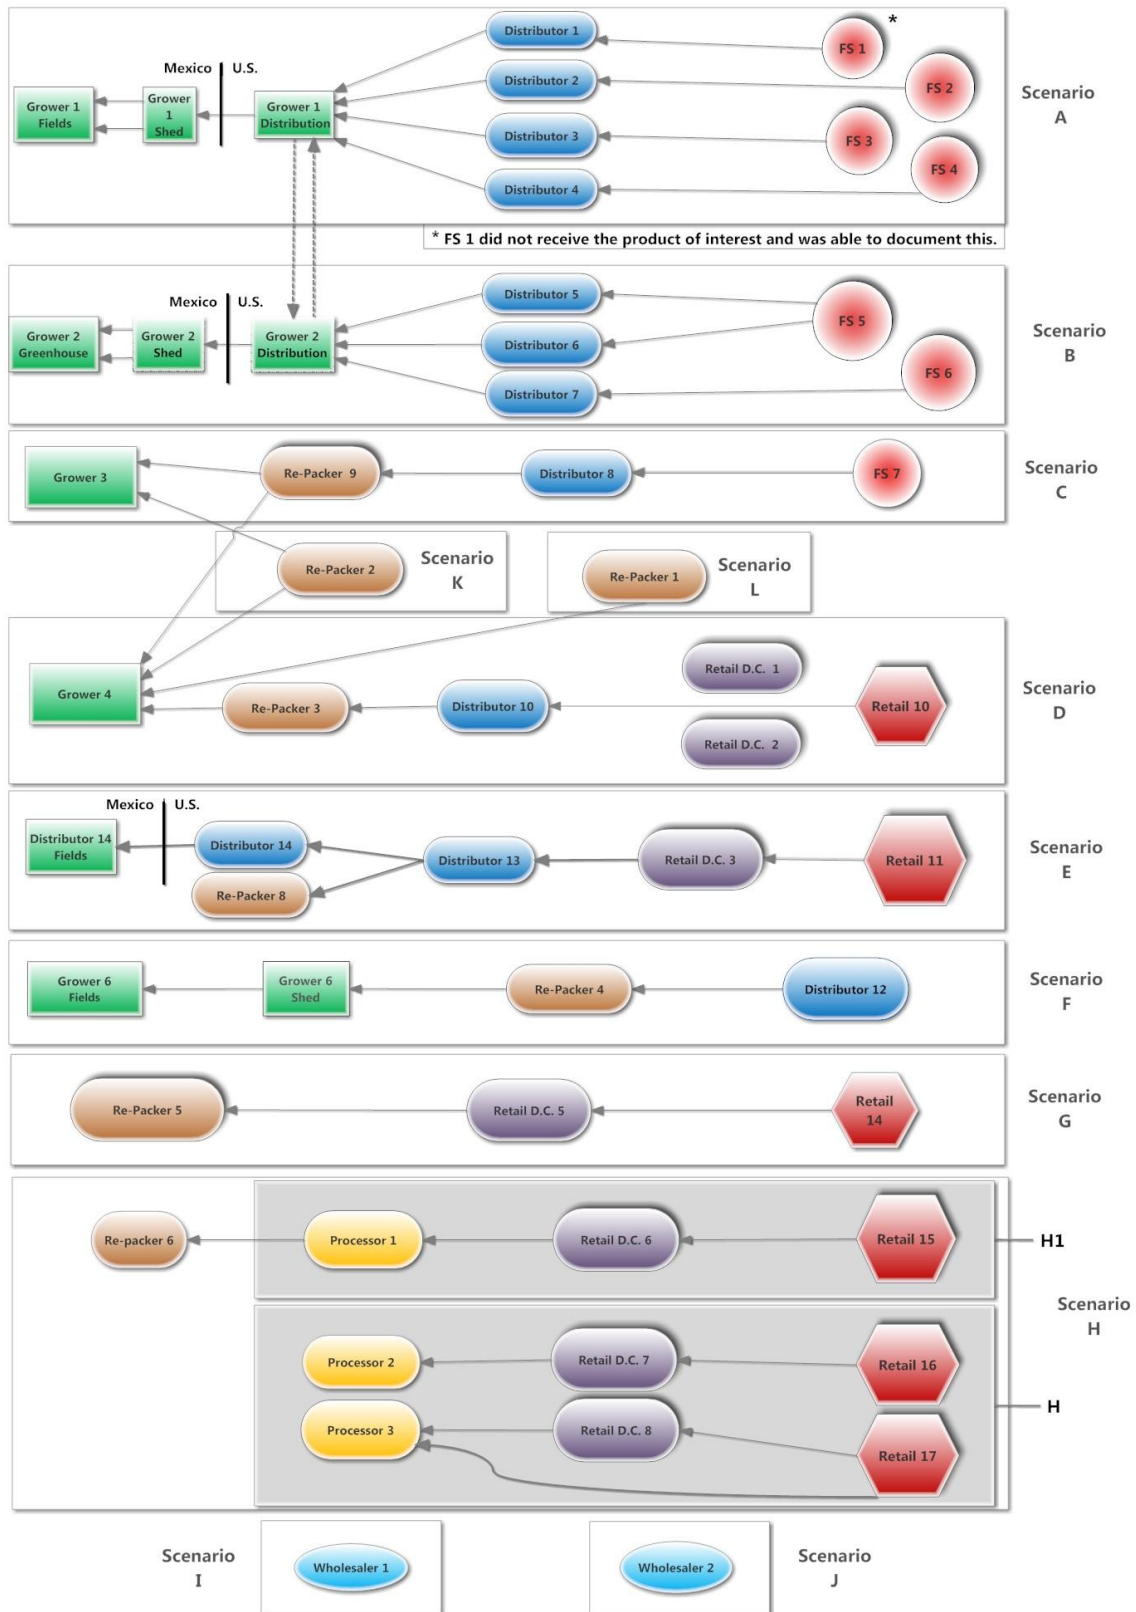 Distributor 1
FS 1
*
Mexico
U.S.
Distributor 2
FS 2
Scenario
A
Grower 1
Fields
Grower
1
Shed
Grower 1
Distribution
Distributor 3
FS 3
Distributor 4
FS 4
* FS 1 did not receive the product of interest and was able to document this.
Mexico
U.S.
Distributor 5
FS 5
Scenario
B
Grower 2
Greenhouse
Grower 2
Shed
Grower 2
Distribution
Distributor 6
FS 6
Distributor 7
Grower 3
Re-Packer 9
Distributor 8
FS 7
Scenario
C
Re-Packer 2
Scenario
K
Re-Packer 1
Scenario
L
Retail D.C. 1
Grower 4
Re-Packer 3
Distributor 10
Retail 10
Scenario
D
Retail D.C. 2
Mexico
U.S.
Distributor 14
Fields
Distributor 14
Distributor 13
Retail D.C. 3
Retail 11
Scenario
E
Re-Packer 8
Grower 6
Fields
Grower 6
Shed
Re-Packer 4
Distributor 12
Scenario
F
Re-Packer 5
Retail D.C. 5
Retail
14
Scenario
G
Re-packer 6
Processor 1
Retail D.C. 6
Retail 15
H1
Scenario
H
Processor 2
Retail D.C. 7
Retail 16
H
Processor 3
Retail D.C. 8
Retail 17
Scenario
I
Wholesaler 1
Wholesaler 2
Scenario
J